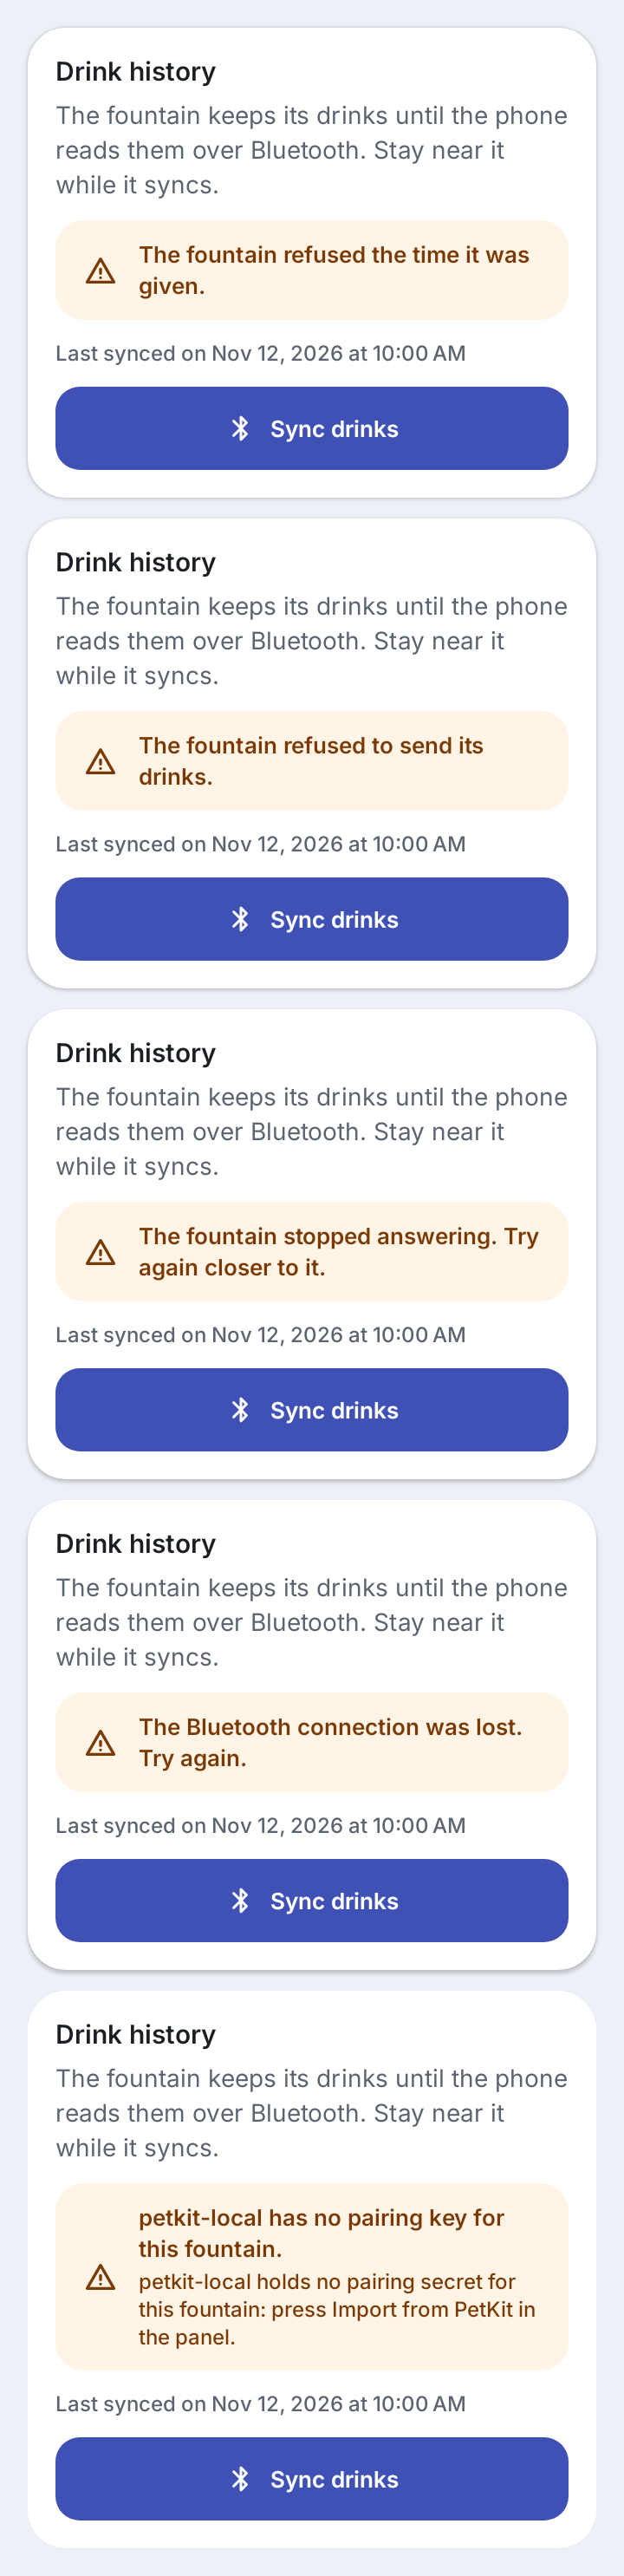 Drink history
The fountain keeps its drinks until the phone
reads them over Bluetooth. Stay near it
while it syncs.
The fountain refused the time it was
given.
Last synced on Nov 12, 2026 at 10:00 AM
Sync drinks
Drink history
The fountain keeps its drinks until the phone
reads them over Bluetooth. Stay near it
while it syncs.
The fountain refused to send its
drinks.
Last synced on Nov 12, 2026 at 10:00 AM
Sync drinks
Drink history
The fountain keeps its drinks until the phone
reads them over Bluetooth. Stay near it
while it syncs.
The fountain stopped answering. Try
again closer to it.
Last synced on Nov 12, 2026 at 10:00 AM
Sync drinks
Drink history
The fountain keeps its drinks until the phone
reads them over Bluetooth. Stay near it
while it syncs.
The Bluetooth connection was lost.
Try again.
Last synced on Nov 12, 2026 at 10:00 AM
Sync drinks
Drink history
The fountain keeps its drinks until the phone
reads them over Bluetooth. Stay near it
while it syncs.
petkit-local has no pairing key for
this fountain.
petkit-local holds no pairing secret for
this fountain: press Import from PetKit in
the panel.
Last synced on Nov 12, 2026 at 10:00 AM
Sync drinks